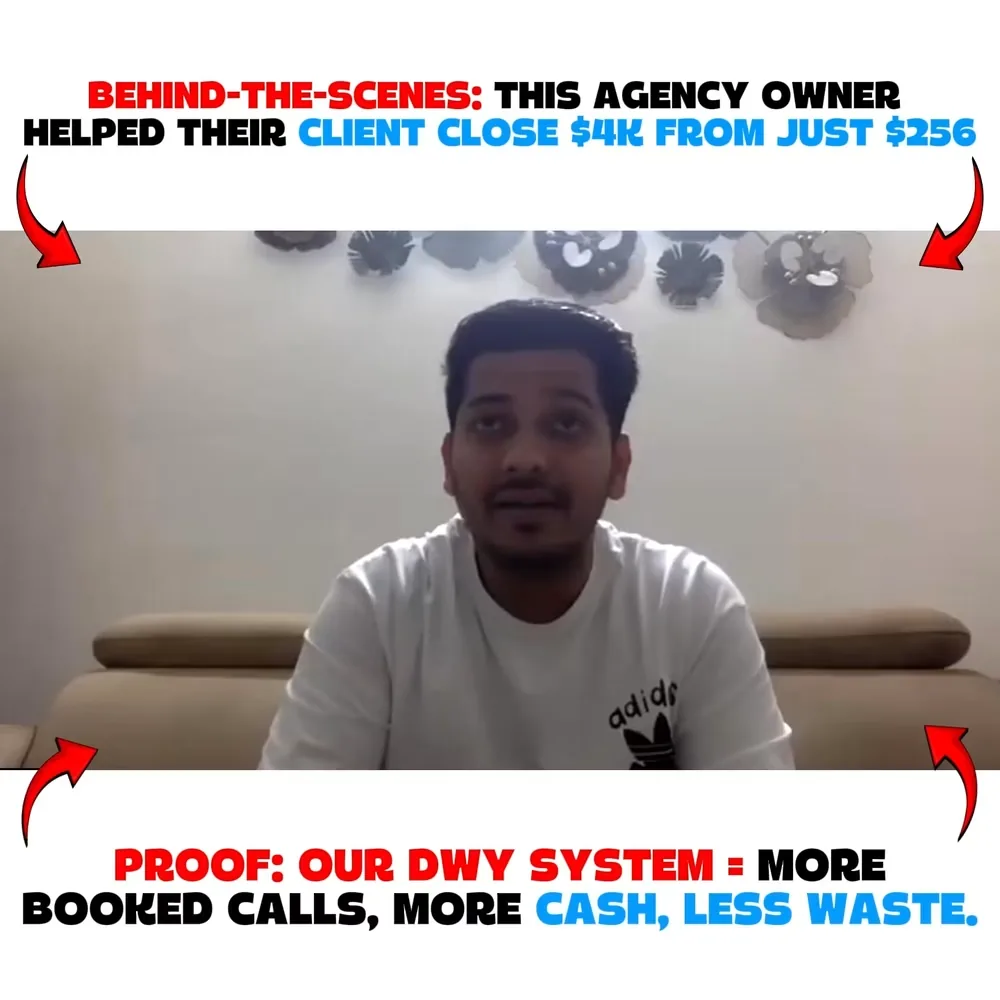 BEHIND-THE-SCENES: THIS AGENCY OWNER
HELPED THEIR CLIENT CLOSE $4K FROM JUST $256
adidas
PROOF: OUR DWY SYSTEM = MORE
BOOKED CALLS, MORE CASH, LESS WASTE.